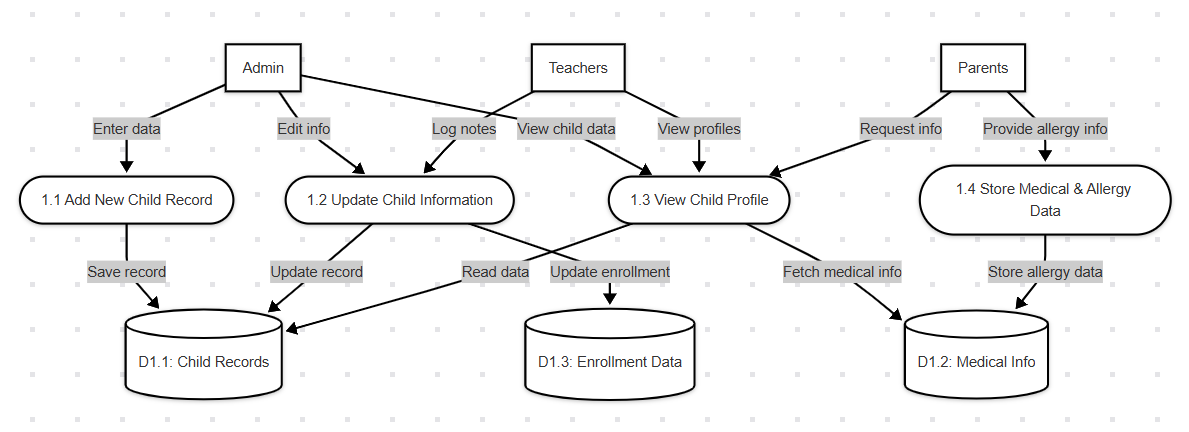 Admin
Teachers
Parents
Enter data
Edit info
Log notes
View child data
View profiles
Request info
Provide allergy info
1.1 Add New Child Record
1.2 Update Child Information
1.3 View Child Profile
1.4 Store Medical & Allergy
Data
Save record
Update record
Read data
Update enrollment
Fetch medical info
Store allergy data
D1.1: Child Records
D1.3: Enrollment Data
D1.2: Medical Info